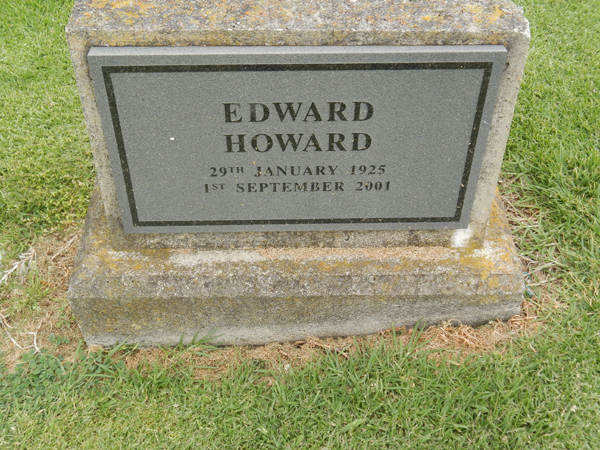 EDWARD
HOWARD
29TH JANUARY 1925
1ST SEPTEMBER 2001